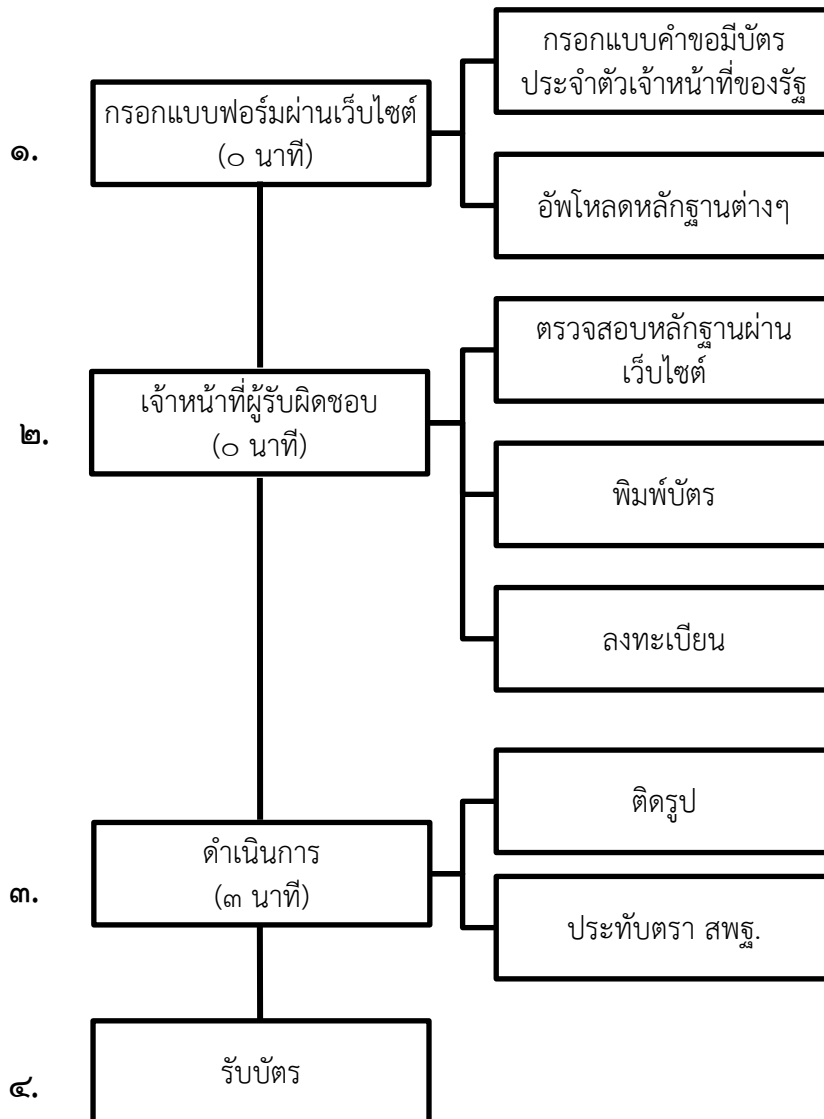 ๑.
กรอกแบบฟอร์มผ่านเว็บไซต์
(๐ นาที)
กรอกแบบคำขอมีบัตร
ประจำตัวเจ้าหน้าที่ของรัฐ
อัพโหลดหลักฐานต่างๆ
๒.
เจ้าหน้าที่ผู้รับผิดชอบ
(๐ นาที)
ตรวจสอบหลักฐานผ่าน
เว็บไซต์
พิมพ์บัตร
ลงทะเบียน
๓.
ดำเนินการ
(๓ นาที)
ติดรูป
ประทับตรา สพฐ.
๔.
รับบัตร